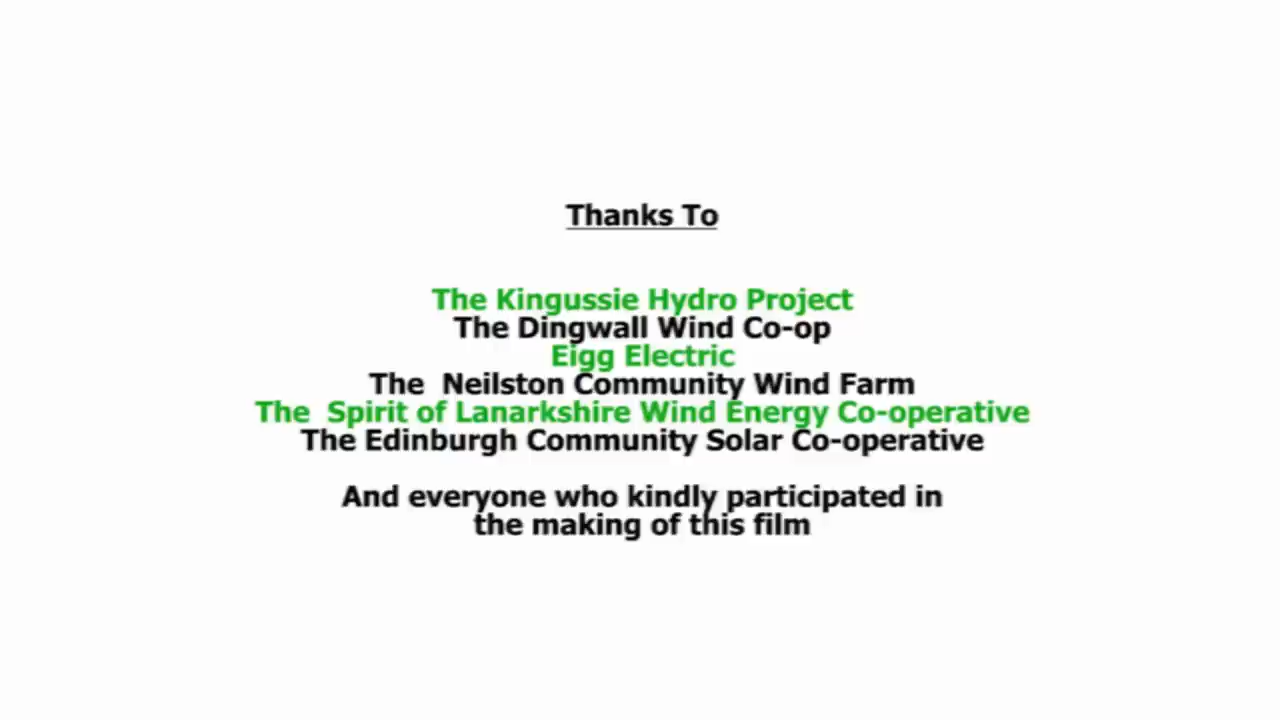 Thanks To
The Kingussie Hydro Project
The Dingwall Wind Co-op
Eigg Electric
The  Neilston Community Wind Farm
The  Spirit of Lanarkshire Wind Energy Co-operative
The Edinburgh Community Solar Co-operative
And everyone who kindly participated in
the making of this film